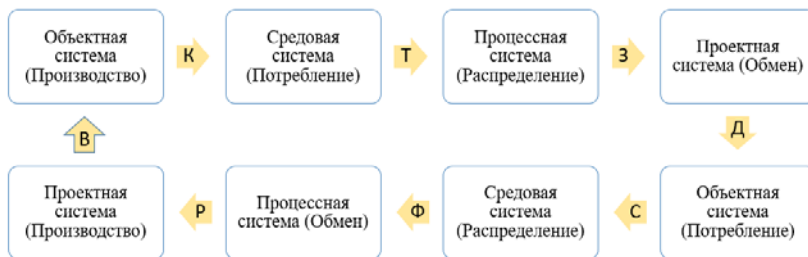 Объектная
система
(Производство)
К
Средовая
система
(Потребление)
Т
Процессная
система
(Распределение)
З
Проектная
система (Обмен)
Д
В
Проектная
система
(Производство)
Р
Процессная
система (Обмен)
Ф
Средовая
система
(Распределение)
С
Объектная
система
(Потребление)